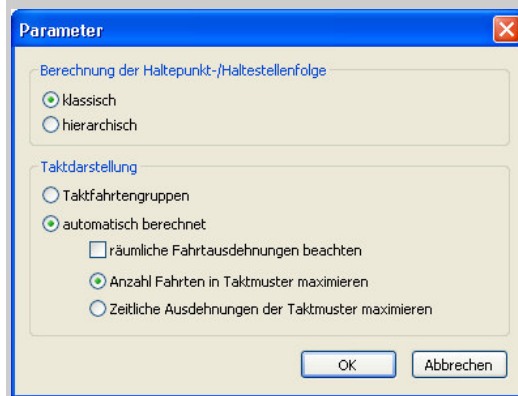 Parameter
Berechnung der Haltepunkt-/Haltestellenfolge
klassisch
hierarchisch
Taktdarstellung
Taktfahrtengruppen
automatisch berechnet
räumliche Fahrtausdehnungen beachten
Anzahl Fahrten in Taktmuster maximieren
Zeitliche Ausdehnungen der Taktmuster maximieren
OK Abbrechen